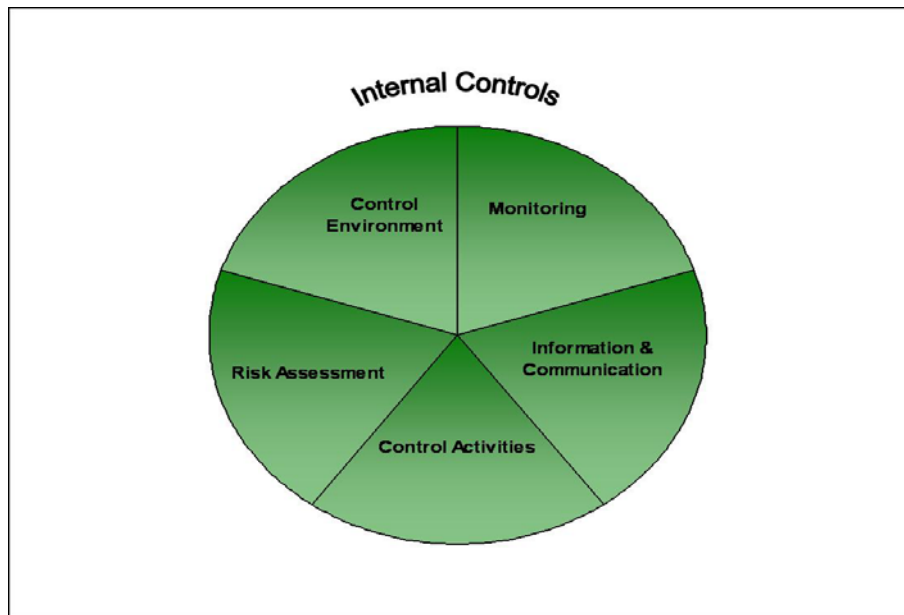 Internal Controls
Control
Environment
Monitoring
Information &
Communication
Risk Assessment
Control Activities